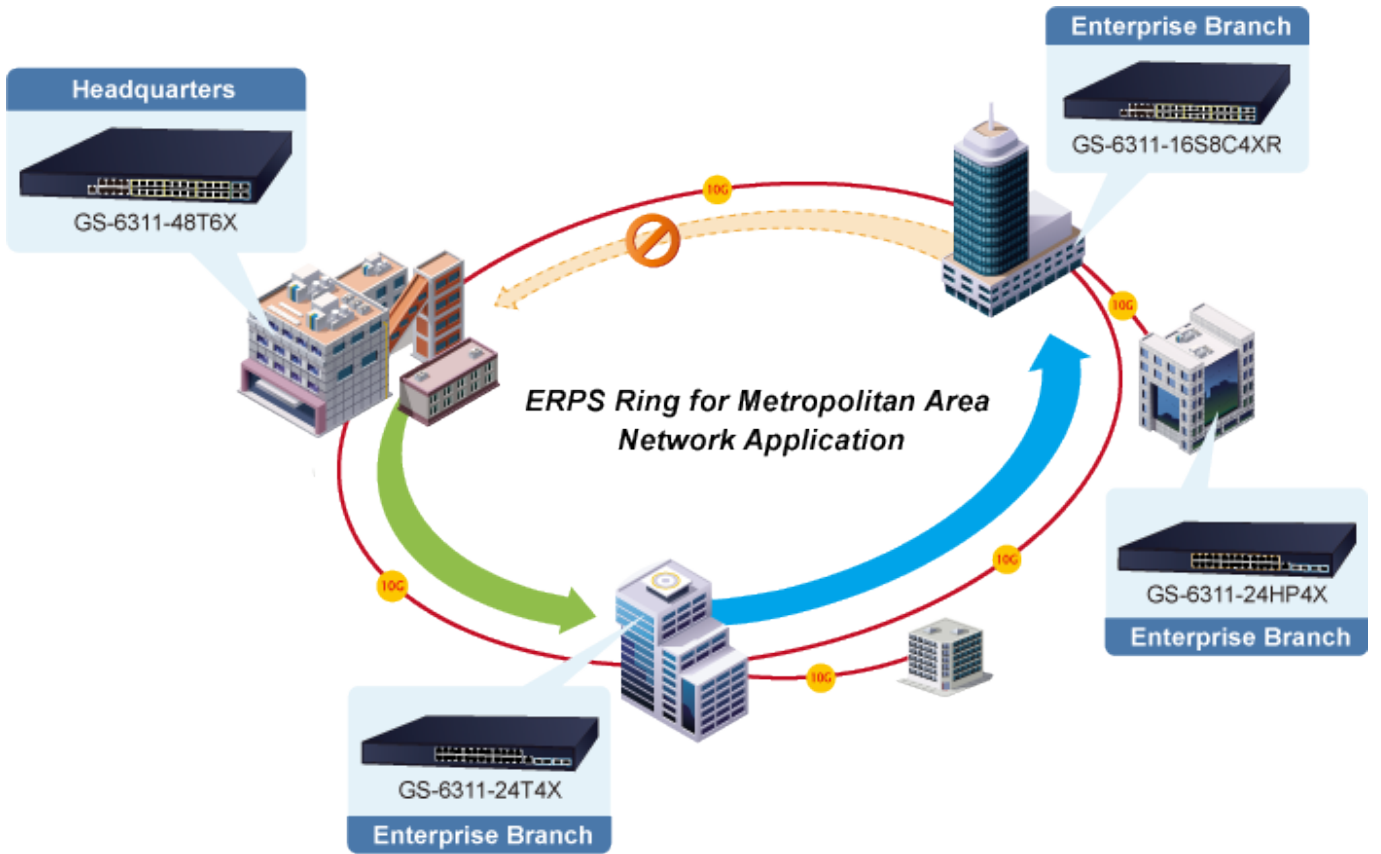 Enterprise Branch
GS-6311-16S8C4XR
Headquarters
GS-6311-48T6X
10G
10G
ERPS Ring for Metropolitan Area
Network Application
10G
10G
10G
GS-6311-24HP4X
Enterprise Branch
GS-6311-24T4X
Enterprise Branch